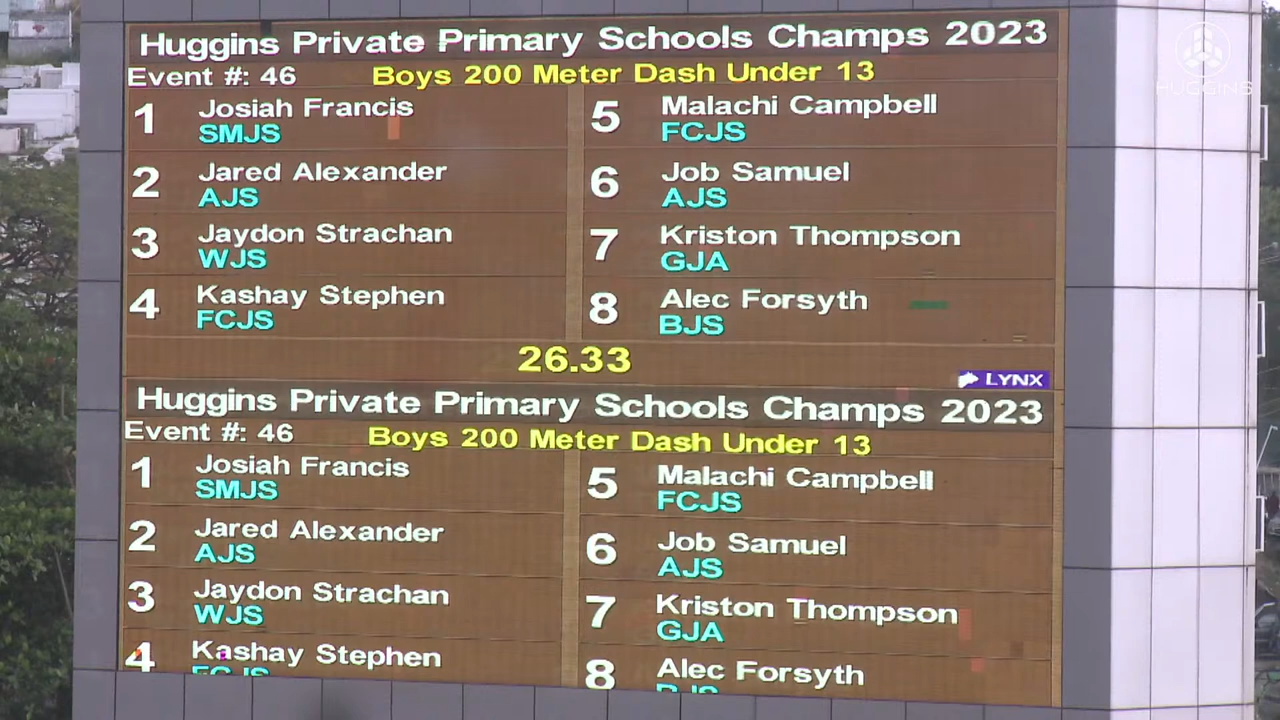 Huggins Private Primary Schools Champs 2023
HUGGINS
Event #: 46 Boys 200 Meter Dash Under 13
1 Josiah Francis
SMJS
2 Jared Alexander
AJS
3 Jaydon Strachan
WJS
4 Kashay Stephen
FCJS
5 Malachi Campbell
FCJS
6 Job Samuel
AJS
7 Kriston Thompson
GJA
8 Alec Forsyth
BJS
26.33
LYNX
Huggins Private Primary Schools Champs 2023
Event #: 46 Boys 200 Meter Dash Under 13
1 Josiah Francis
SMJS
2 Jared Alexander
AJS
3 Jaydon Strachan
WJS
4 Kashay Stephen
FCJS
5 Malachi Campbell
FCJS
6 Job Samuel
AJS
7 Kriston Thompson
GJA
8 Alec Forsyth
BJS